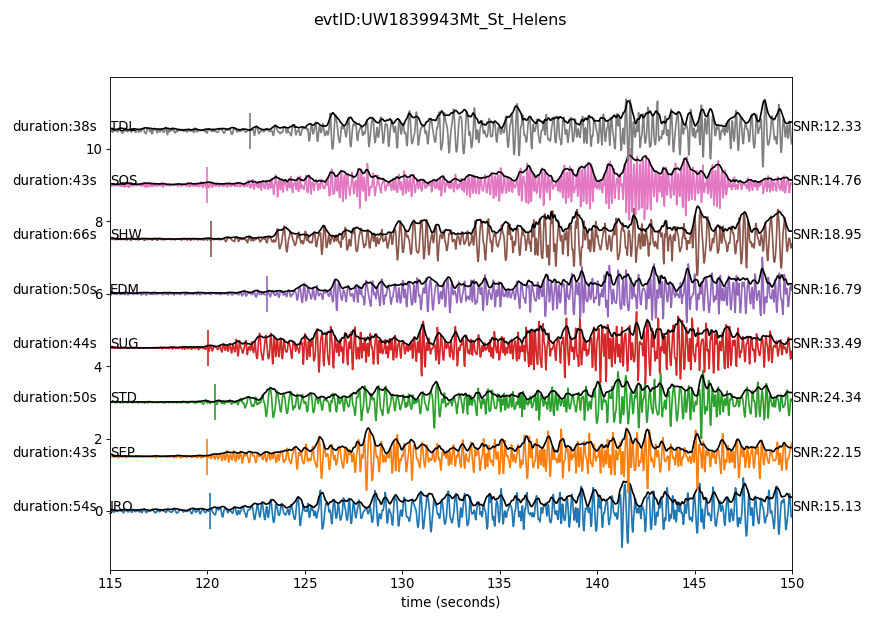 evtID:UW1839943Mt_St_Helens
duration:38s TDL SNR:12.33
10
duration:43s SOS SNR:14.76
8
duration:66s SHW SNR:18.95
duration:50s EDM SNR:16.79
6
duration:44s SUG SNR:33.49
4
duration:50s STD SNR:24.34
2
duration:43s SEP SNR:22.15
duration:54s JRO SNR:15.13
0
115 120 125 130 135 140 145 150
time (seconds)